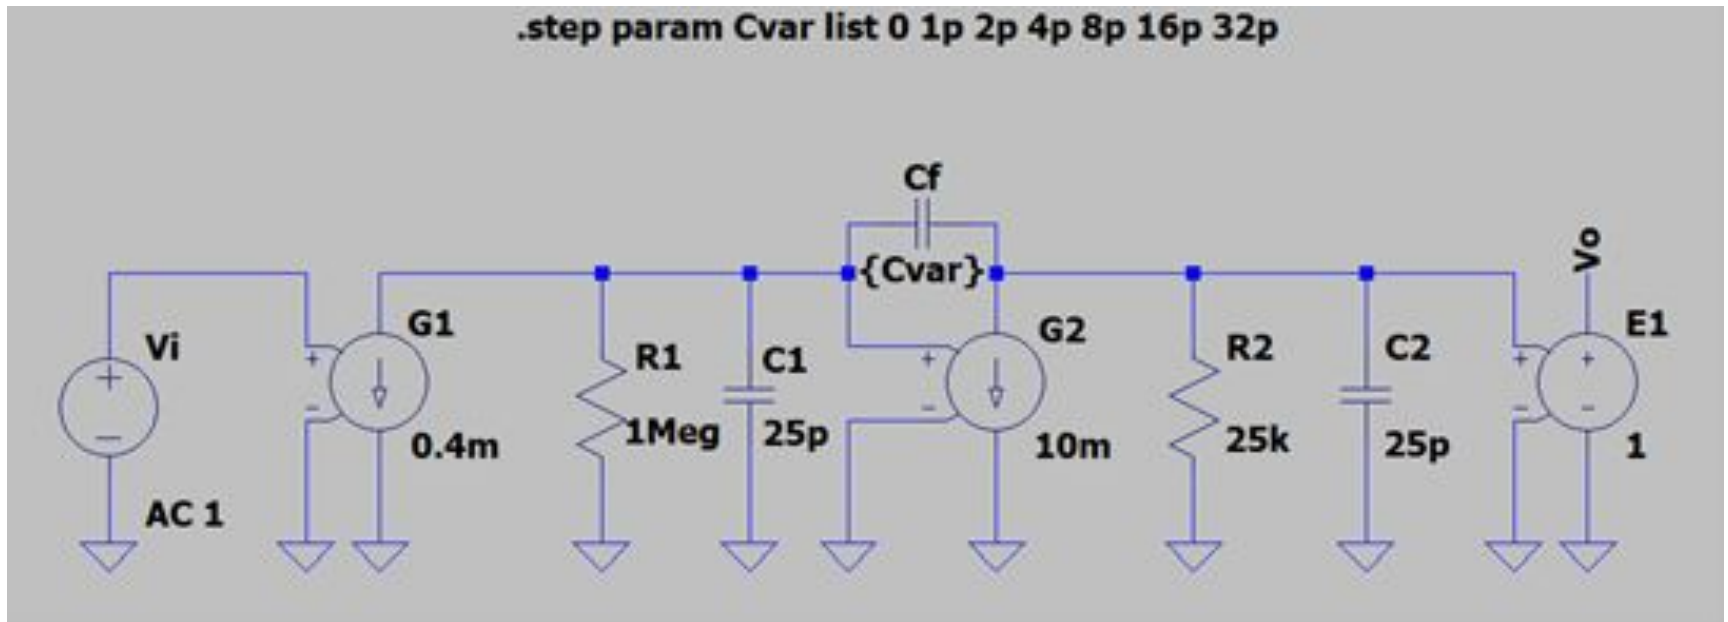 .step param Cvar list 0 1p 2p 4p 8p 16p 32p
Cf
{Cvar}
Vo
Vi
AC 1
G1
0.4m
R1
1Meg
C1
25p
G2
10m
R2
25k
C2
25p
E1
1